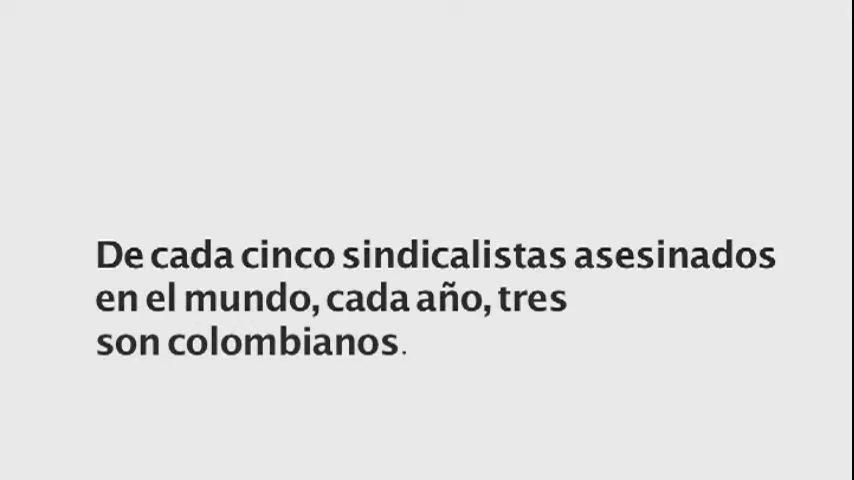 De cada cinco sindicalistas asesinados
en el mundo, cada año, tres
son colombianos.